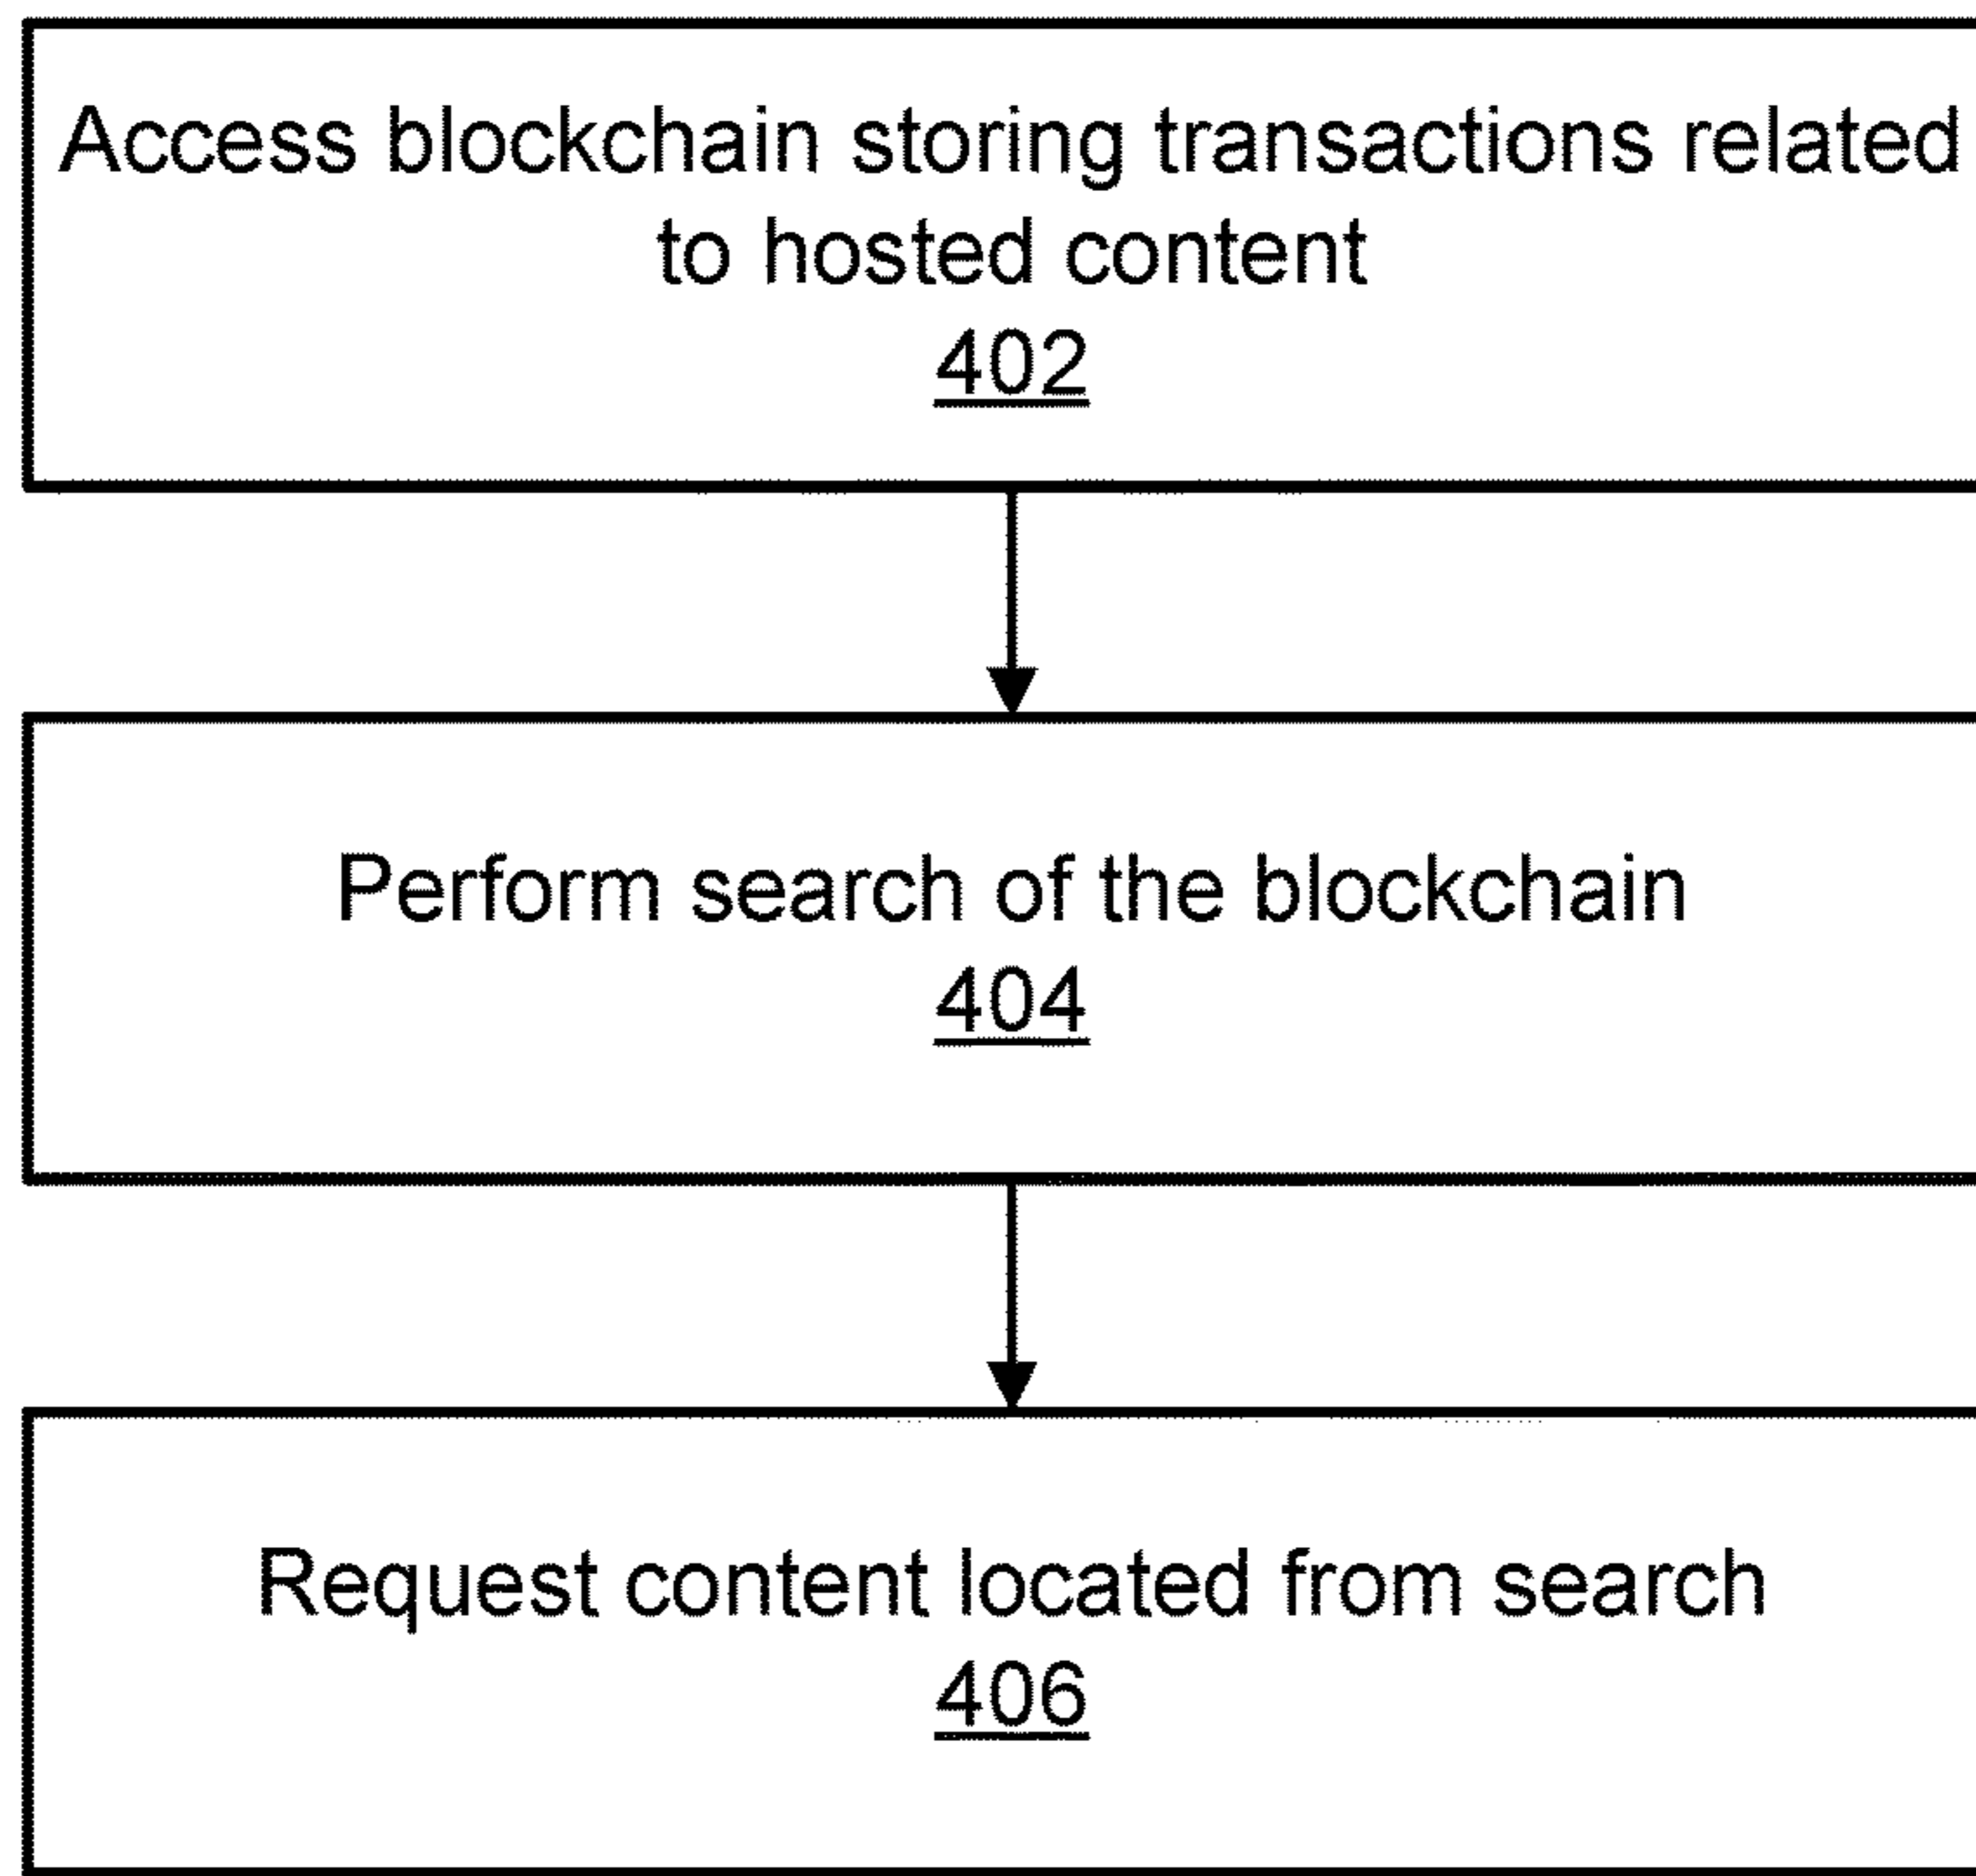 Access blockchain storing transactions related
to hosted content
402
Perform search of the blockchain
404
Request content located from search
406